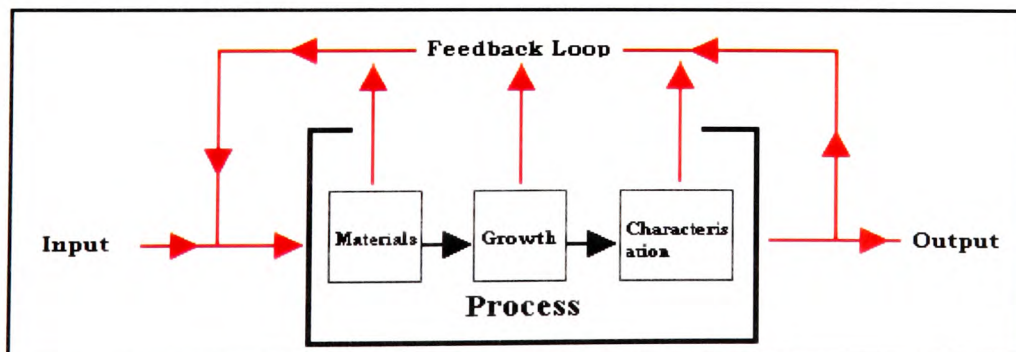 Feedback Loop
Input
Materials
Growth
Characteris
ation
Output
Process